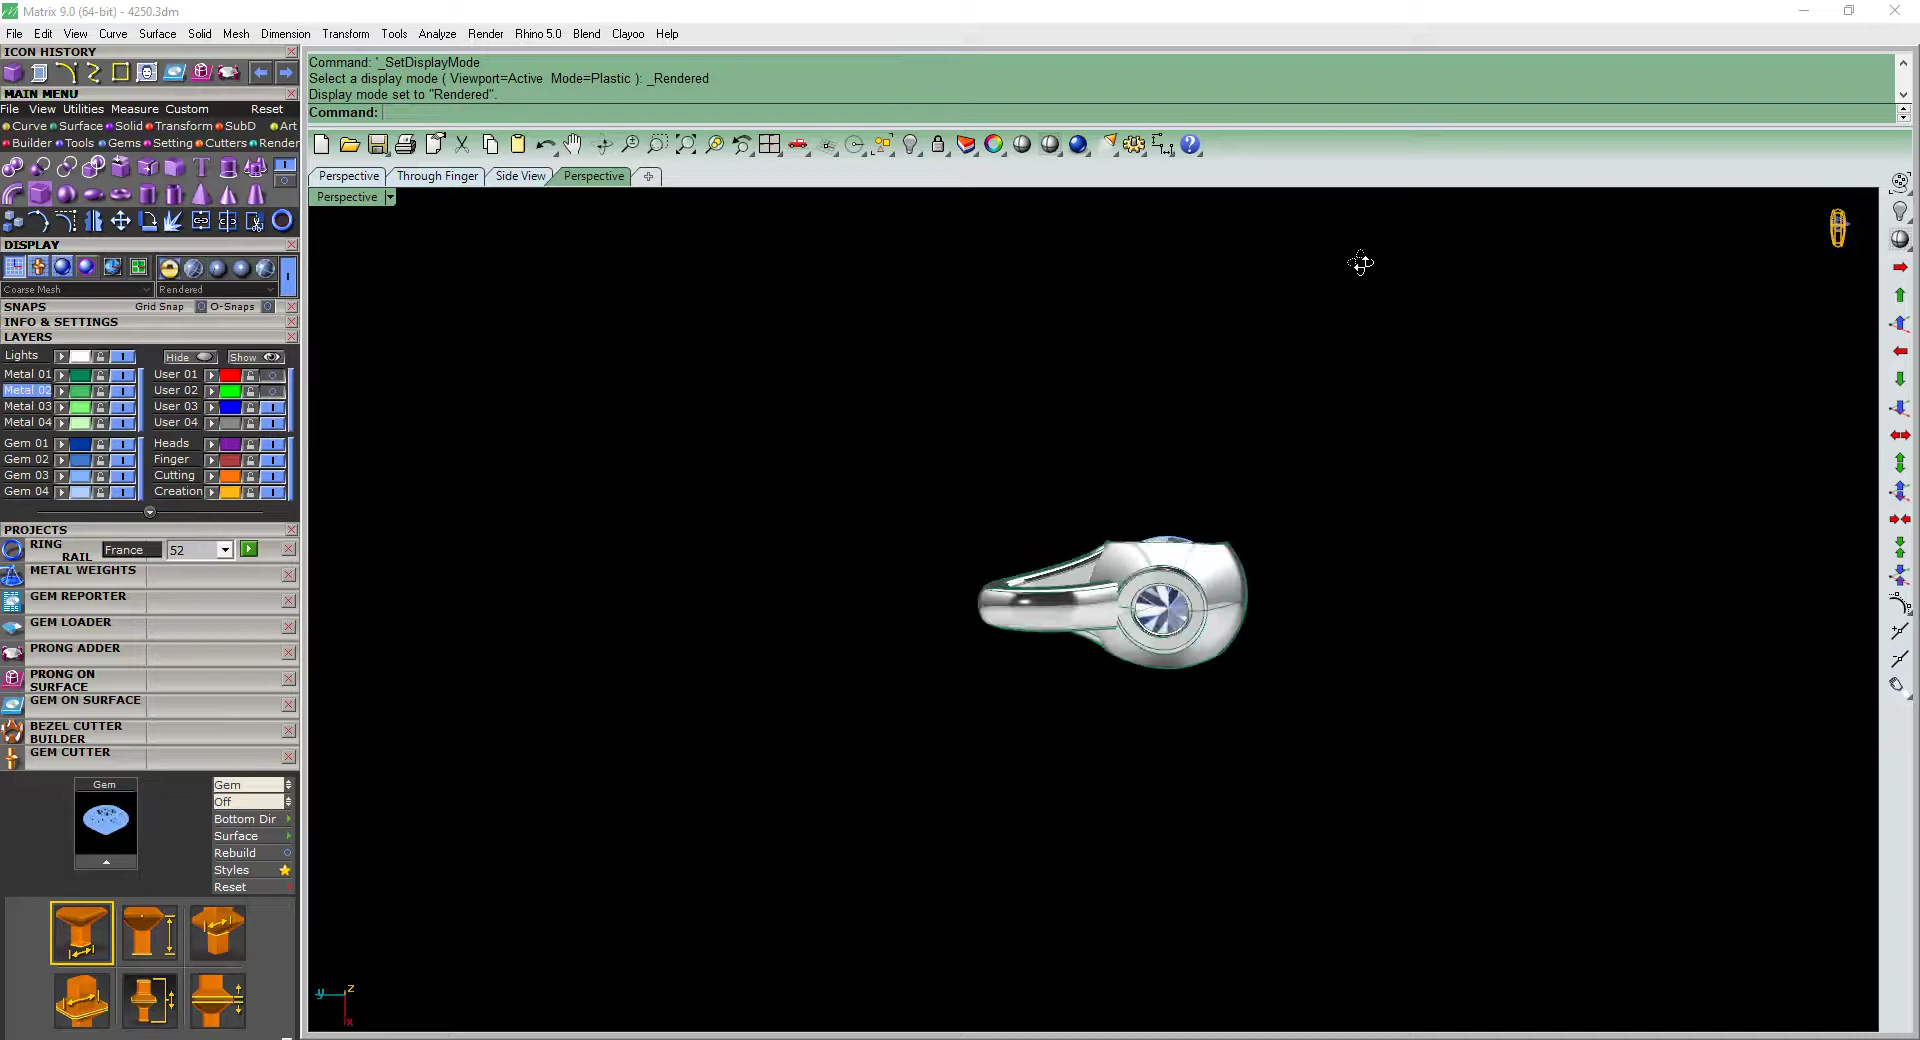 Matrix 9.0 (64-bit) - 4250.3dm
File Edit View Curve Surface Solid Mesh Dimension Transform Tools Analyze Render Rhino 5.0 Blend Clayoo Help
ICON HISTORY
MAIN MENU
File View Utilities Measure Custom Reset
Curve Surface Solid Transform SubD Art
Builder Tools Gems Setting Cutters Render
DISPLAY
Coarse Mesh Rendered
SNAPS Grid Snap O-Snaps
INFO & SETTINGS
LAYERS
Lights Hide Show
Metal 01 User 01
Metal 02 User 02
Metal 03 User 03
Metal 04 User 04
Gem 01 Heads
Gem 02 Finger
Gem 03 Cutting
Gem 04 Creation
PROJECTS
RING RAIL France 52
METAL WEIGHTS
GEM REPORTER
GEM LOADER
PRONG ADDER
PRONG ON
SURFACE
GEM ON SURFACE
BEZEL CUTTER
BUILDER
GEM CUTTER
Gem
Gem
Off
Bottom Dir
Surface
Rebuild
Styles
Reset
Command: '_SetDisplayMode
Select a display mode ( Viewport=Active Mode=Plastic ): _Rendered
Display mode set to "Rendered".
Command:
Perspective Through Finger Side View Perspective
Perspective
y z
x